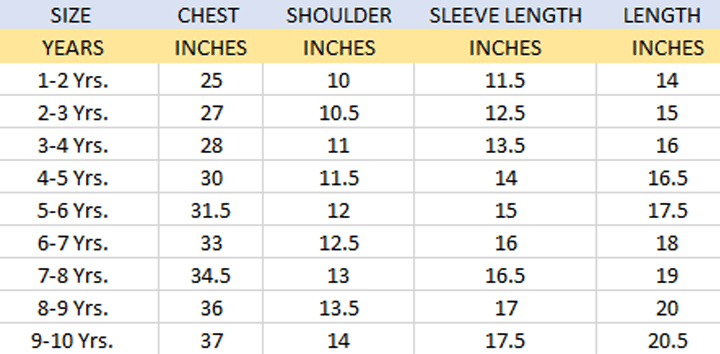 SIZE CHEST SHOULDER SLEEVE LENGTH LENGTH
YEARS INCHES INCHES INCHES INCHES
1-2 Yrs. 25 10 11.5 14
2-3 Yrs. 27 10.5 12.5 15
3-4 Yrs. 28 11 13.5 16
4-5 Yrs. 30 11.5 14 16.5
5-6 Yrs. 31.5 12 15 17.5
6-7 Yrs. 33 12.5 16 18
7-8 Yrs. 34.5 13 16.5 19
8-9 Yrs. 36 13.5 17 20
9-10 Yrs. 37 14 17.5 20.5